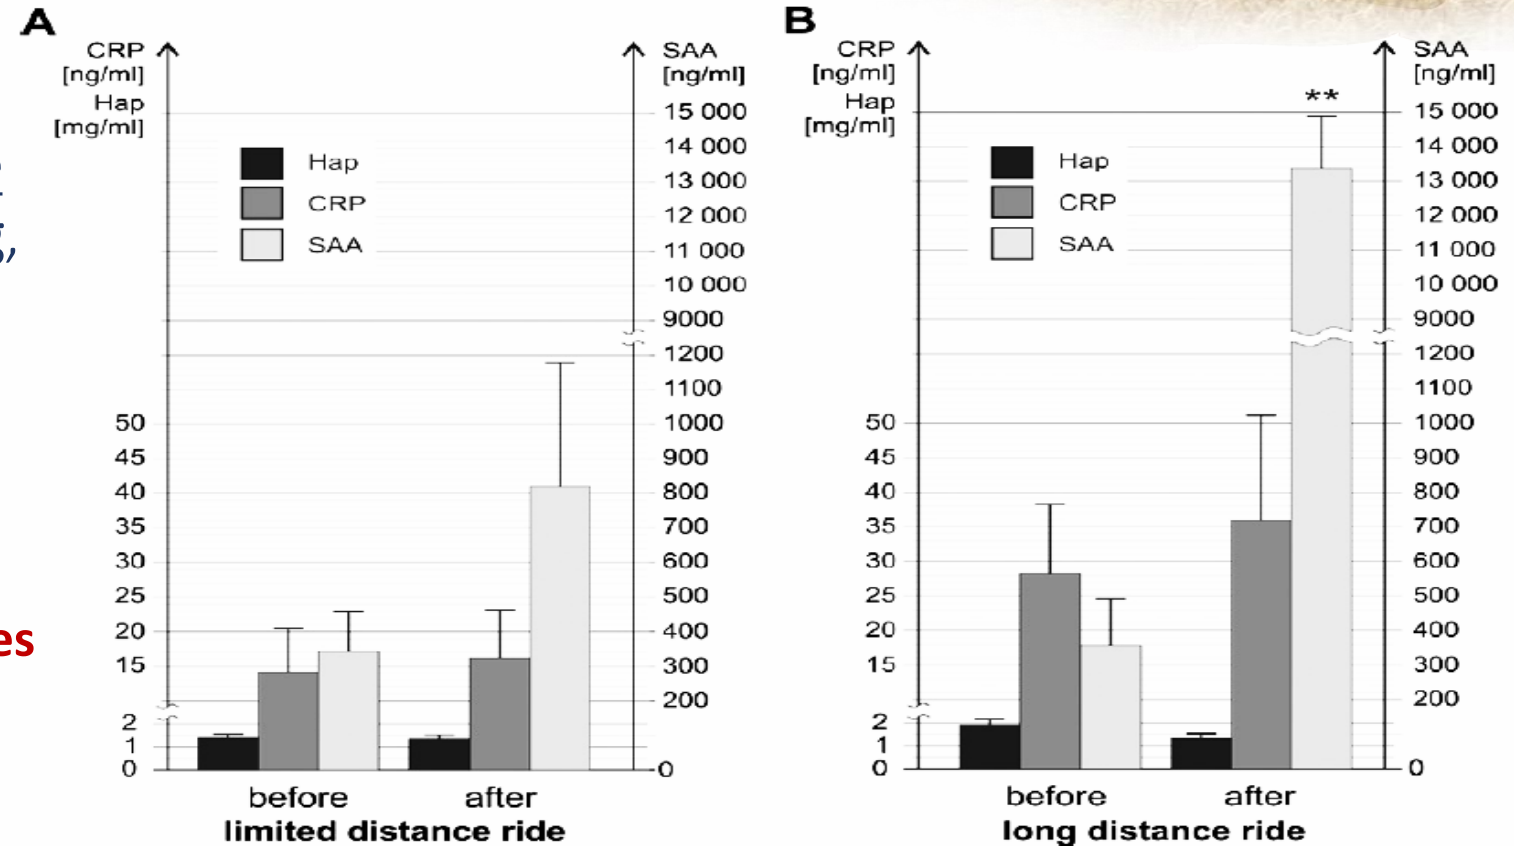 A
CRP
[ng/ml]
Hap
[mg/ml]
SAA
[ng/ml]
Hap
CRP
SAA
15 000
14 000
13 000
12 000
11 000
10 000
9000
1200
1100
1000
900
800
700
600
500
400
300
200
0
50
45
40
35
30
25
20
15
2
1
0
before after
limited distance ride
B
CRP
[ng/ml]
Hap
[mg/ml]
SAA
[ng/ml]
**
Hap
CRP
SAA
15 000
14 000
13 000
12 000
11 000
10 000
9000
1200
1100
1000
900
800
700
600
500
400
300
200
0
50
45
40
35
30
25
20
15
2
1
0
before after
long distance ride
es